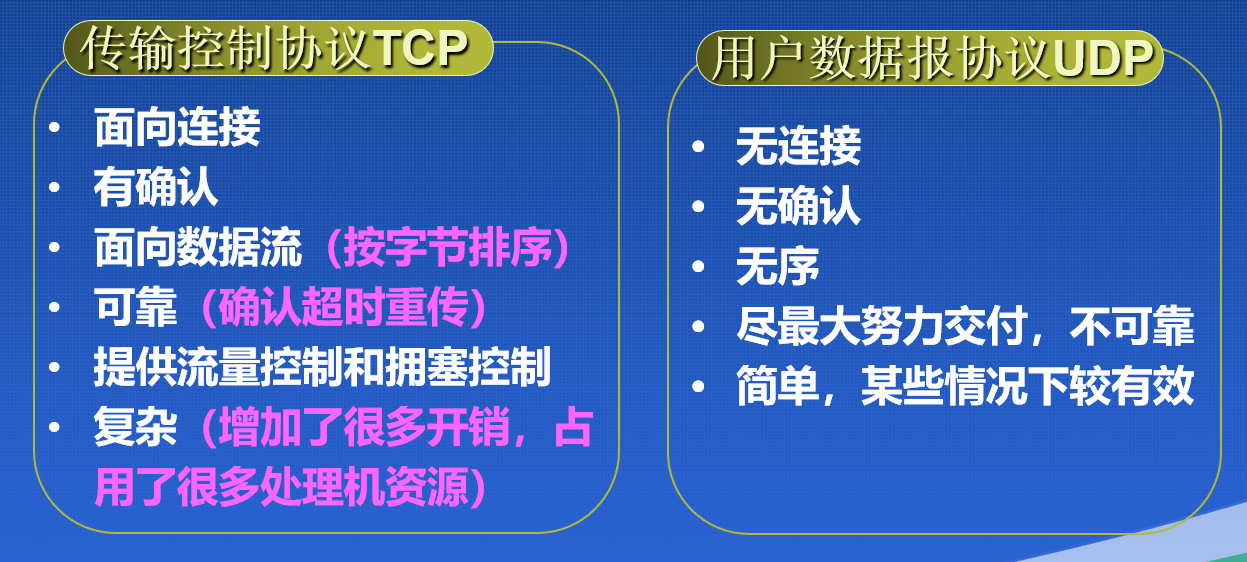 传输控制协议TCP
• 面向连接
• 有确认
• 面向数据流（按字节排序）
• 可靠（确认超时重传）
• 提供流量控制和拥塞控制
• 复杂（增加了很多开销，占
用了很多处理机资源）
用户数据报协议UDP
• 无连接
• 无确认
• 无序
• 尽最大努力交付，不可靠
• 简单，某些情况下较有效